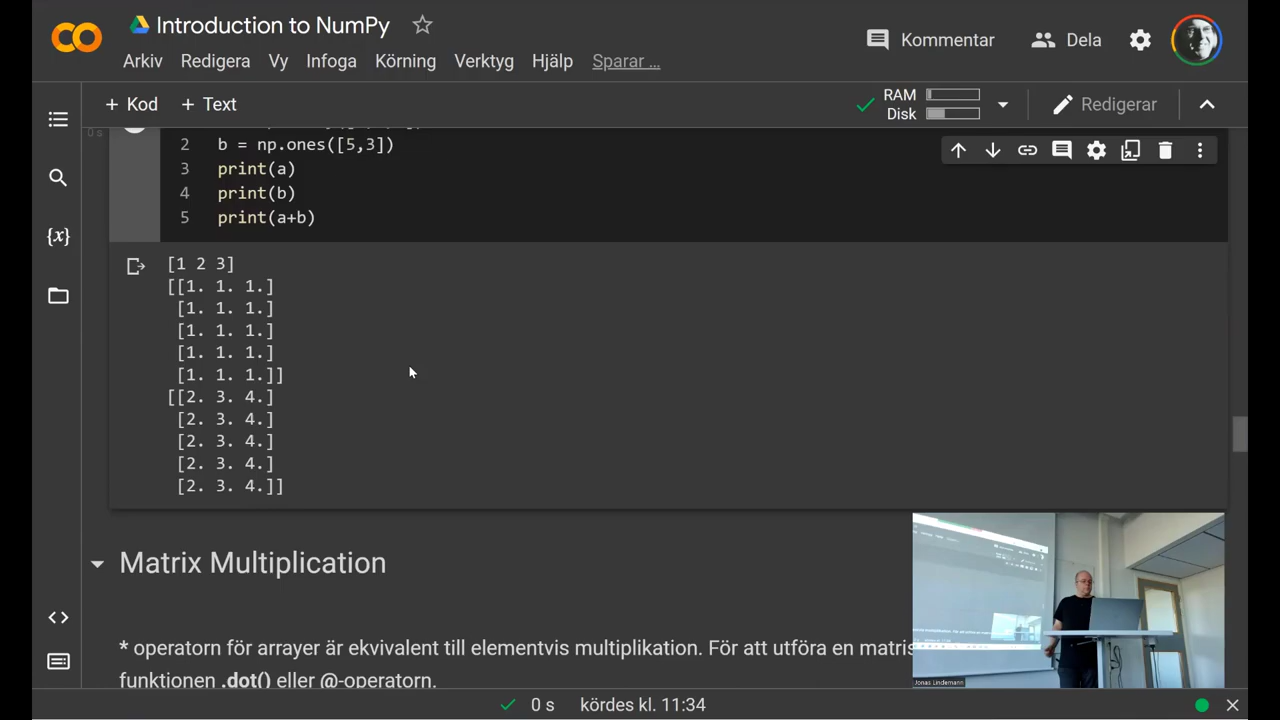 Introduction to NumPy
Kommentar
Dela
Arkiv Redigera Vy Infoga Körning Verktyg Hjälp Sparar ...
+ Kod + Text
RAM
Disk
Redigerar
0 s
2 b = np.ones([5,3])
3 print(a)
4 print(b)
5 print(a+b)
{x}
[1 2 3]
[[1. 1. 1.]
[1. 1. 1.]
[1. 1. 1.]
[1. 1. 1.]
[1. 1. 1.]]
[[2. 3. 4.]
[2. 3. 4.]
[2. 3. 4.]
[2. 3. 4.]
[2. 3. 4.]]
Matrix Multiplication
* operatorn för arrayer är ekvivalent till elementvis multiplikation. För att utföra en matris
funktionen .dot() eller @-operatorn.
Jonas Lindemann
0 s kördes kl. 11:34